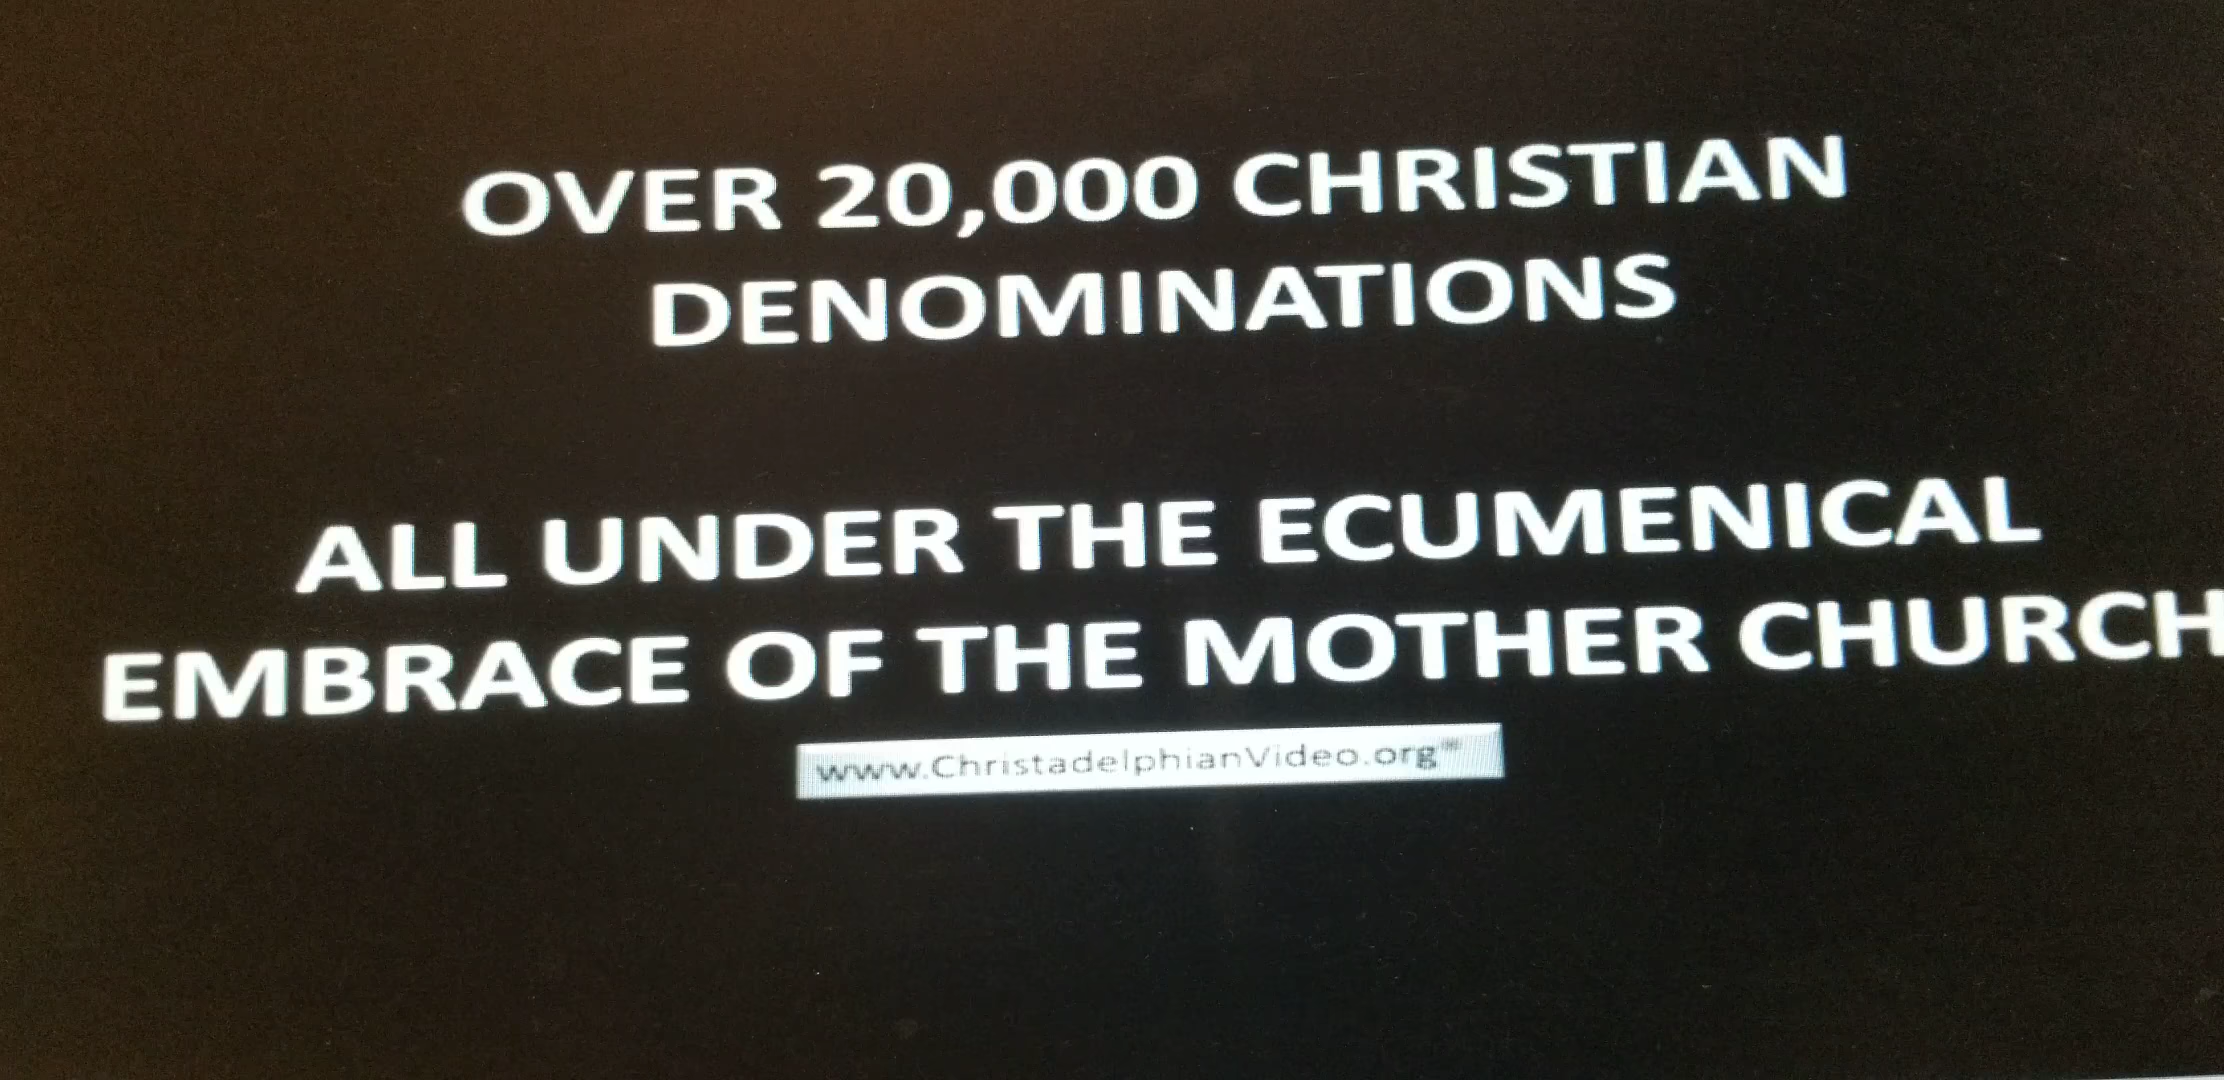 OVER 20,000 CHRISTIAN
DENOMINATIONS
ALL UNDER THE ECUMENICAL
EMBRACE OF THE MOTHER CHURCH
www.ChristadelphianVideo.org®